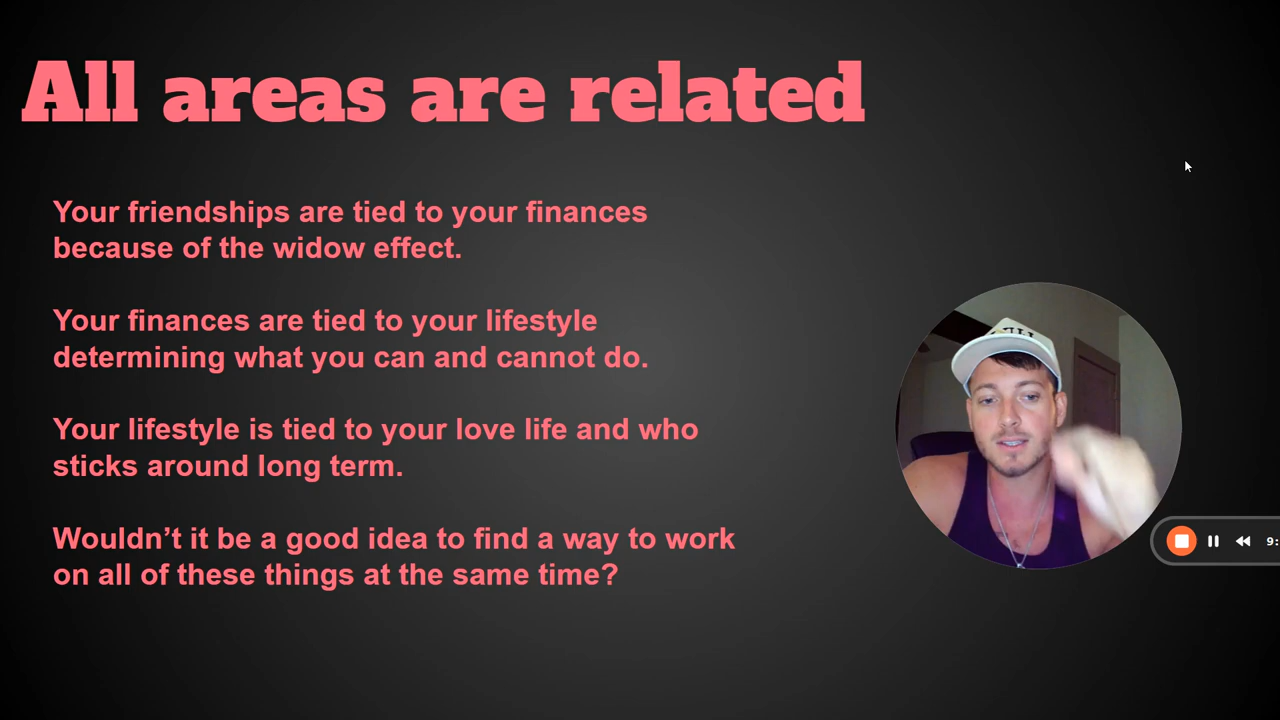 All areas are related
Your friendships are tied to your finances
because of the widow effect.
Your finances are tied to your lifestyle
determining what you can and cannot do.
Your lifestyle is tied to your love life and who
sticks around long term.
Wouldn’t it be a good idea to find a way to work
on all of these things at the same time?
9: